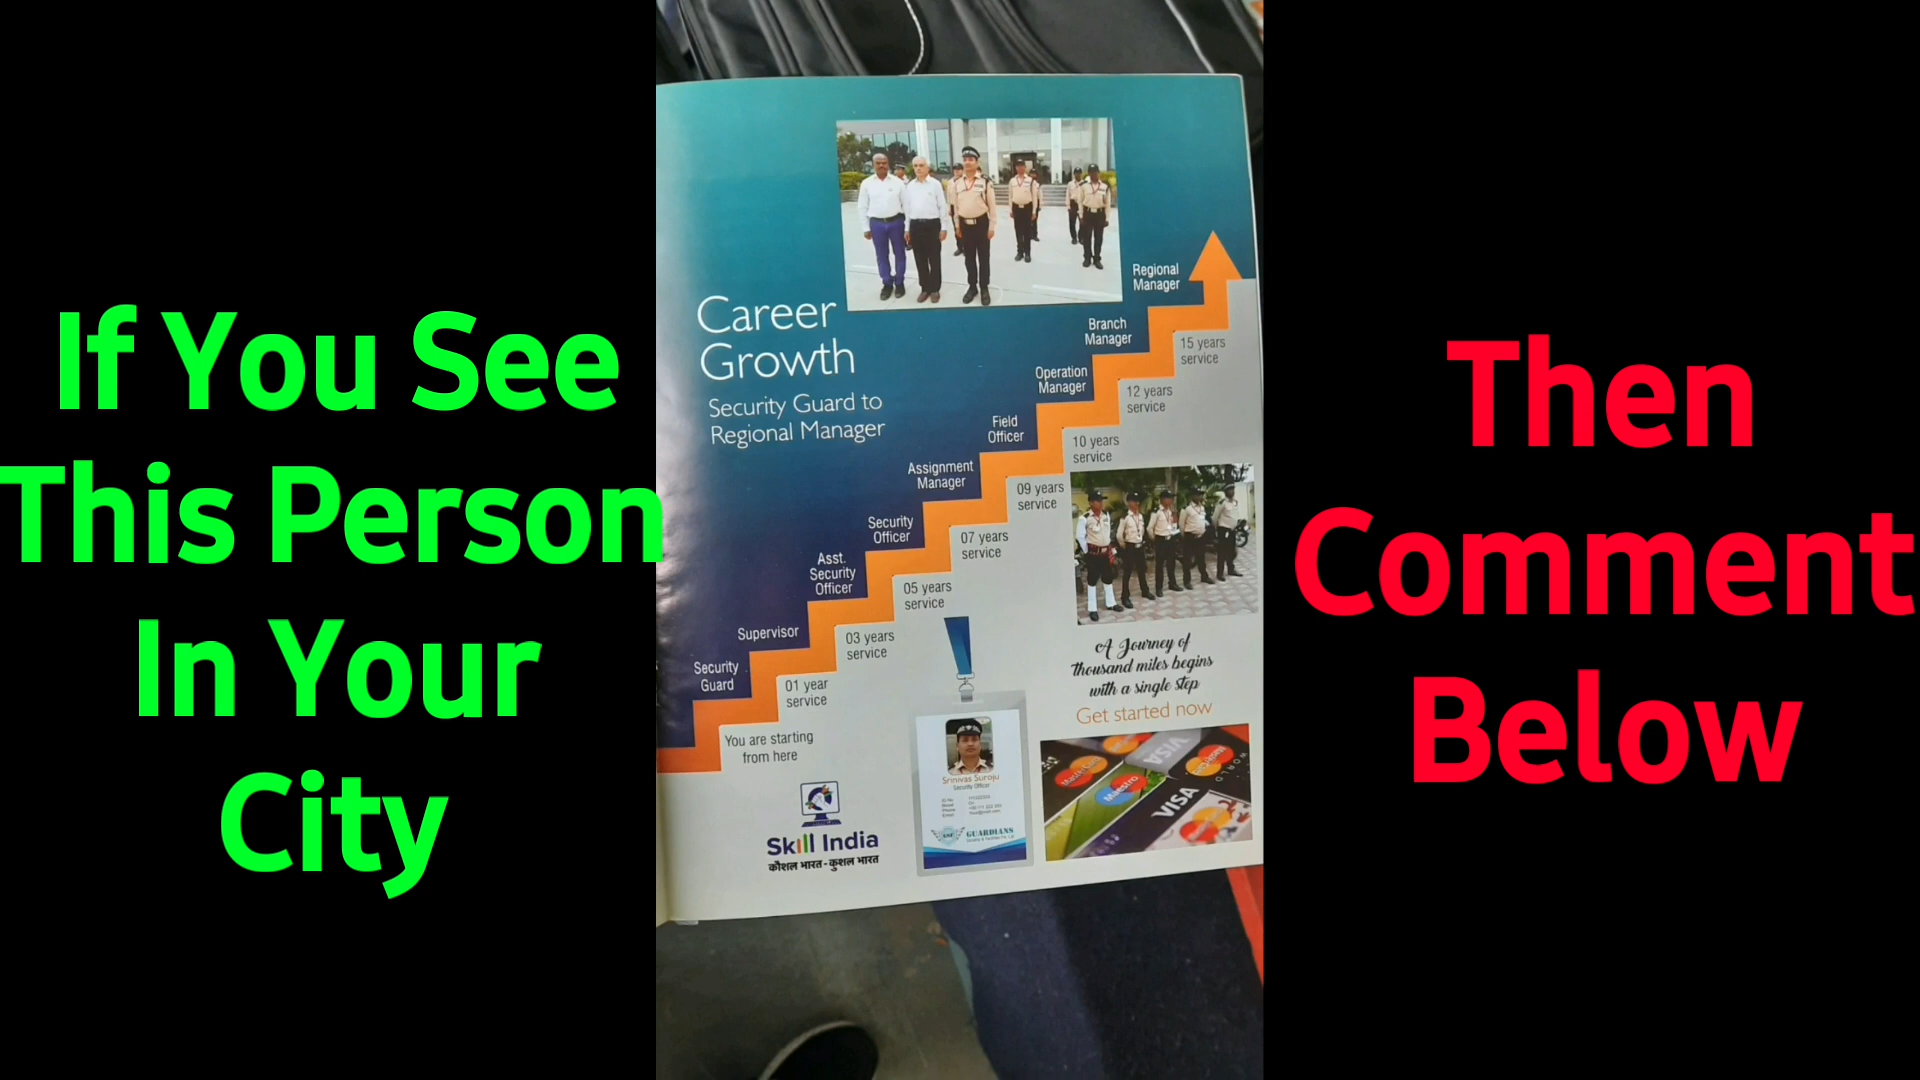 If You See
This Person
In Your
City
Then
Comment
Below
Career
Growth
Security Guard to
Regional Manager
Regional
Manager
Branch
Manager
15 years
service
Operation
Manager
12 years
service
Field
Officer
10 years
service
Assignment
Manager
09 years
service
Security
Officer
07 years
service
Asst.
Security
Officer
05 years
service
Supervisor
03 years
service
Security
Guard
01 year
service
You are starting
from here
A Journey of
thousand miles begins
with a single step
Get started now
Skill India
कौशल भारत - कुशल भारत
Srinivas Suroju
Security Officer
GUARDIANS
VISA
Maestro
VISA